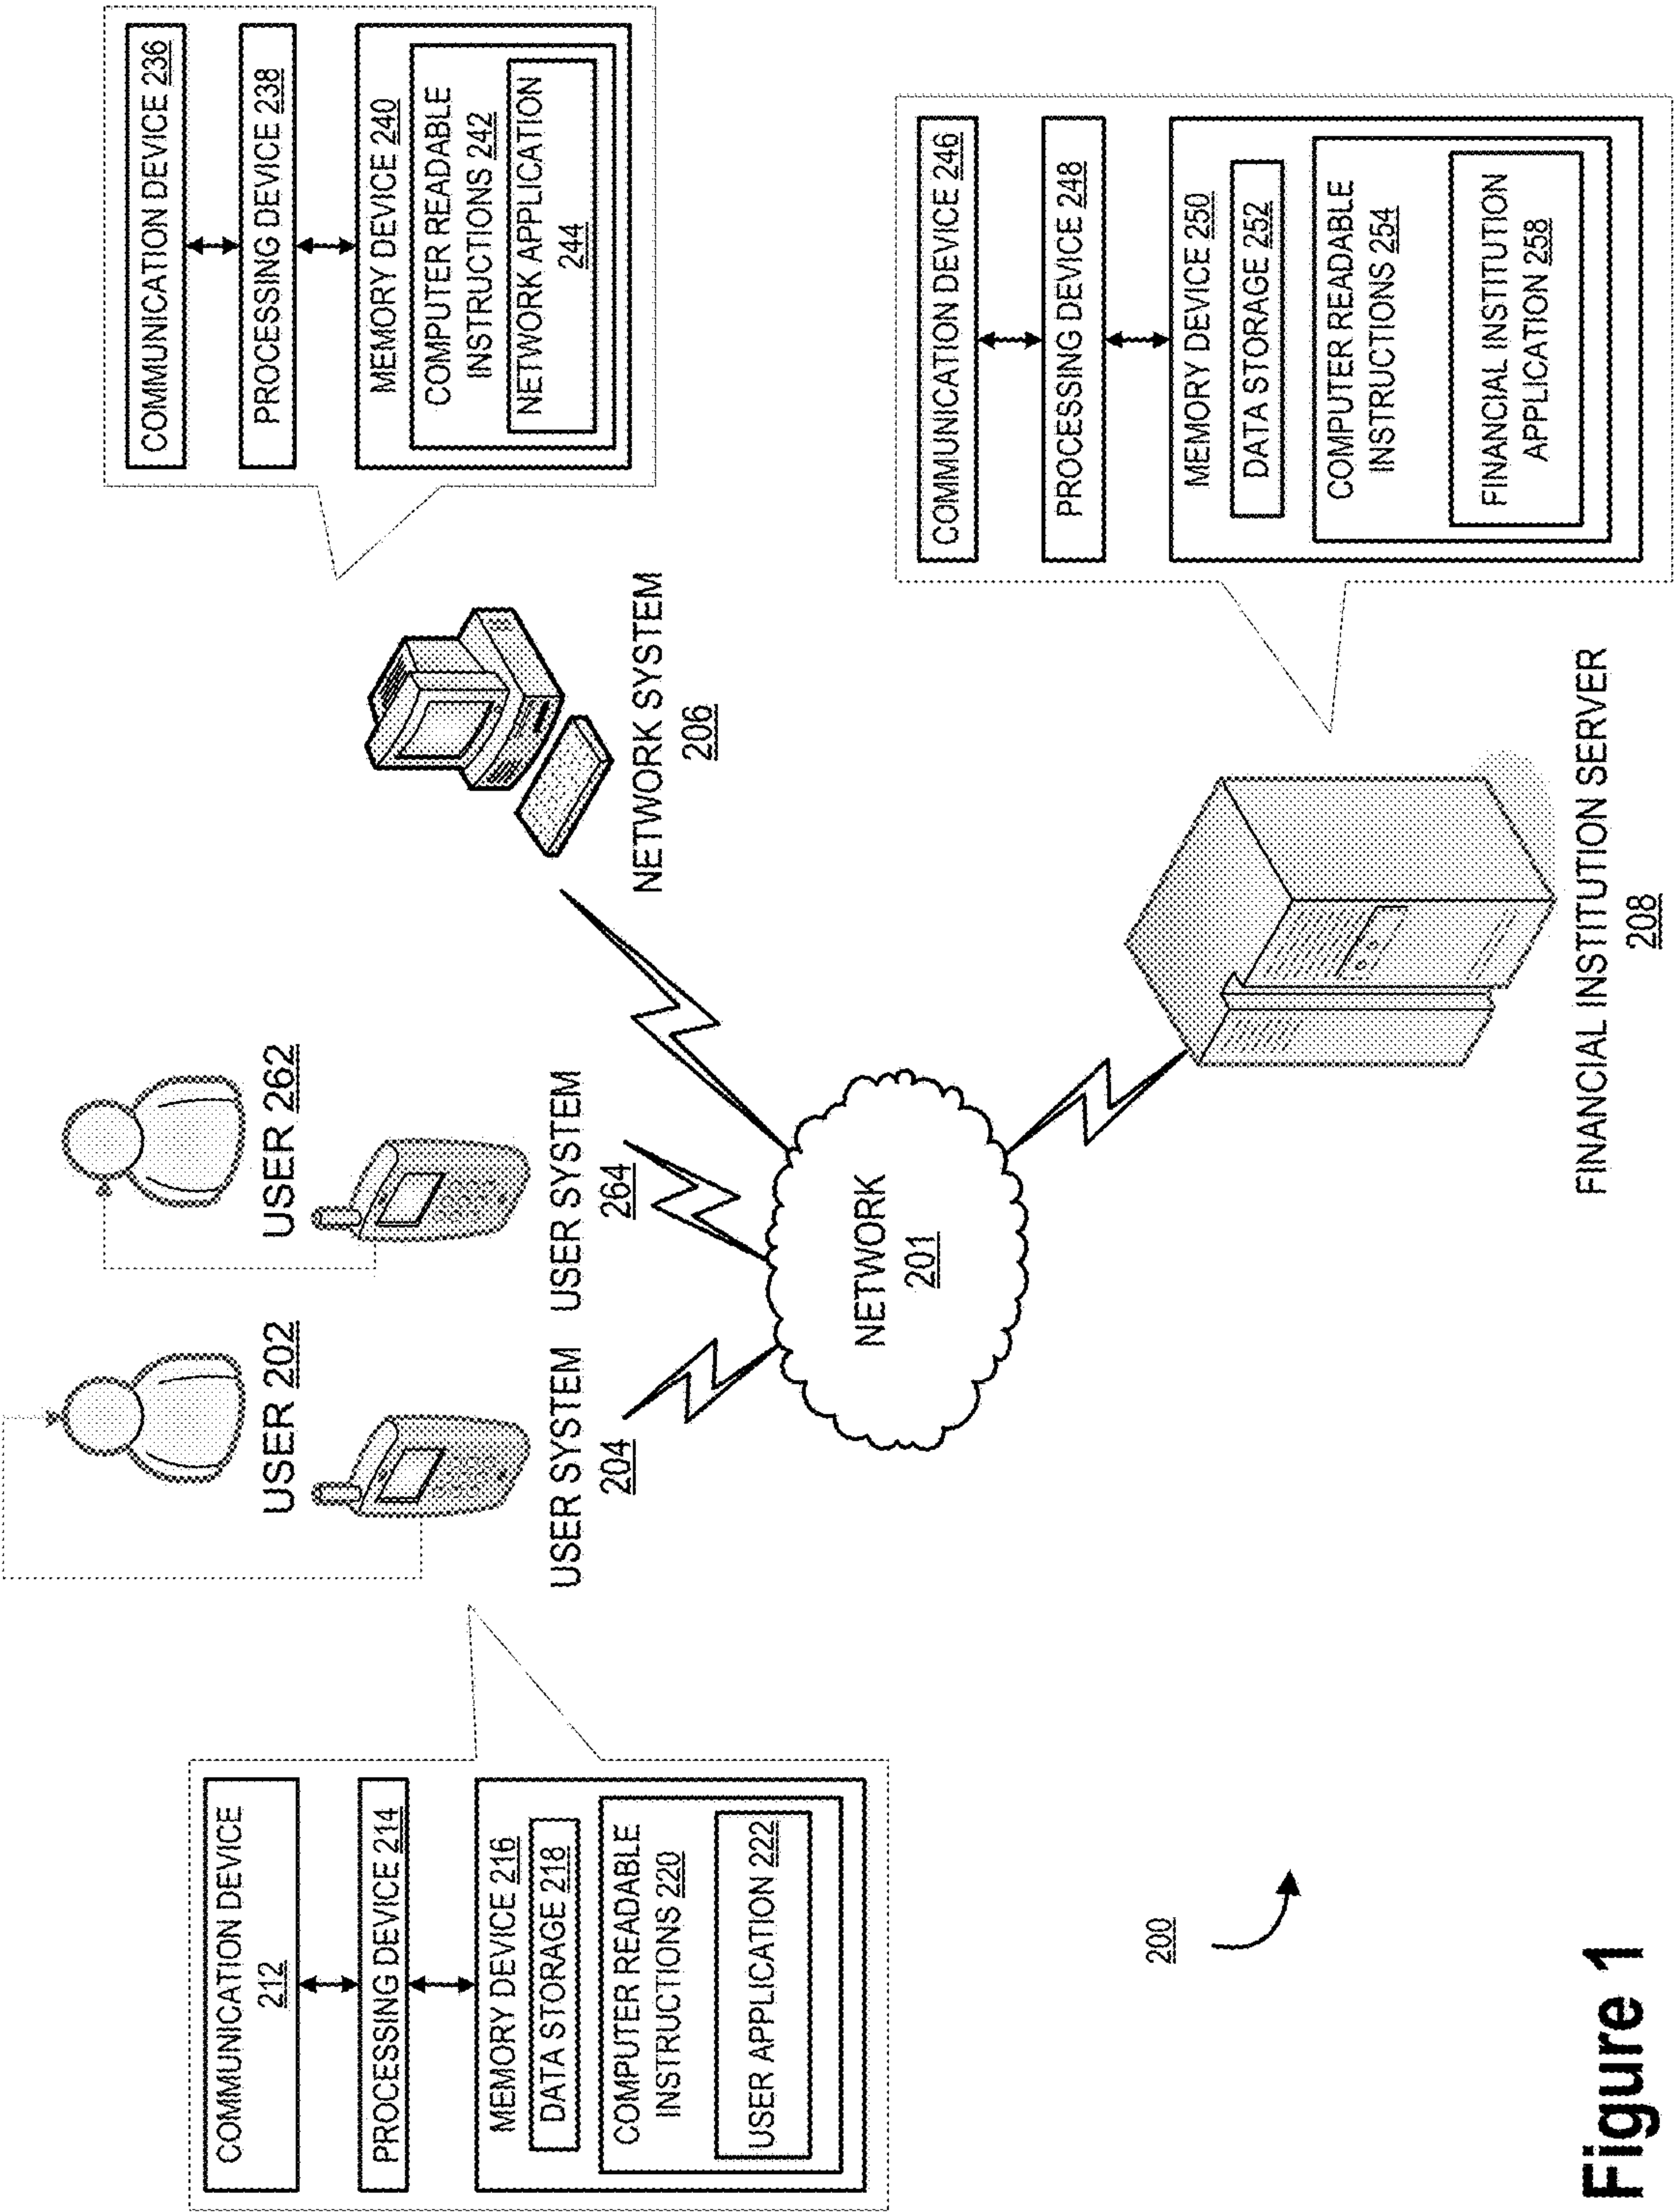 USER 202
USER 262
COMMUNICATION DEVICE
212
PROCESSING DEVICE 214
MEMORY DEVICE 216
DATA STORAGE 218
COMPUTER READABLE
INSTRUCTIONS 220
USER APPLICATION 222
USER SYSTEM
204
USER SYSTEM
264
COMMUNICATION DEVICE 236
PROCESSING DEVICE 238
MEMORY DEVICE 240
COMPUTER READABLE
INSTRUCTIONS 242
NETWORK APPLICATION
244
NETWORK SYSTEM
206
NETWORK
201
COMMUNICATION DEVICE 246
PROCESSING DEVICE 248
MEMORY DEVICE 250
DATA STORAGE 252
COMPUTER READABLE
INSTRUCTIONS 254
FINANCIAL INSTITUTION
APPLICATION 258
200
FINANCIAL INSTITUTION SERVER
208
Figure 1